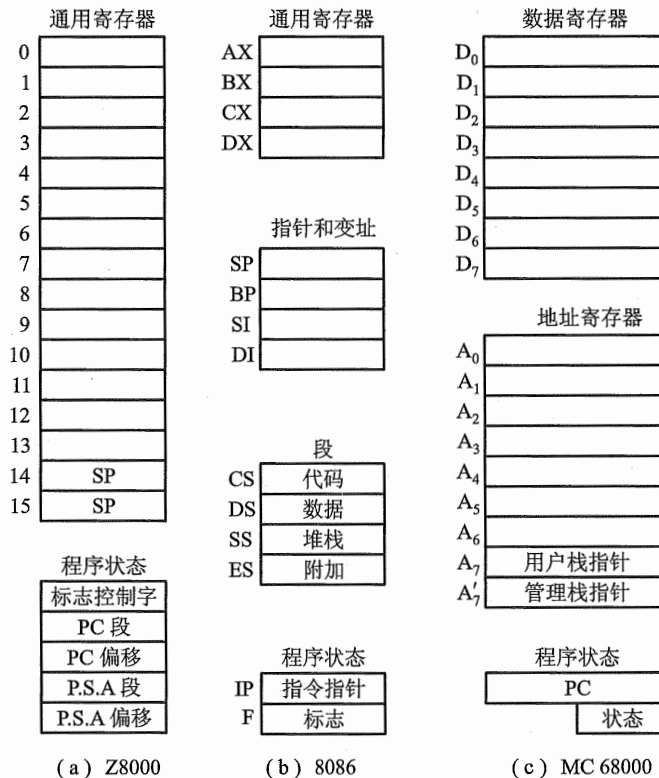 通用寄存器
0
1
2
3
4
5
6
7
8
9
10
11
12
13
14 SP
15 SP
程序状态
标志控制字
PC 段
PC 偏移
P.S.A 段
P.S.A 偏移
(a) Z8000
通用寄存器
AX
BX
CX
DX
指针和变址
SP
BP
SI
DI
段
CS 代码
DS 数据
SS 堆栈
ES 附加
程序状态
IP 指令指针
F 标志
(b) 8086
数据寄存器
D₀
D₁
D₂
D₃
D₄
D₅
D₆
D₇
地址寄存器
A₀
A₁
A₂
A₃
A₄
A₅
A₆
A₇ 用户栈指针
A₇′ 管理栈指针
程序状态
PC
状态
(c) MC 68000